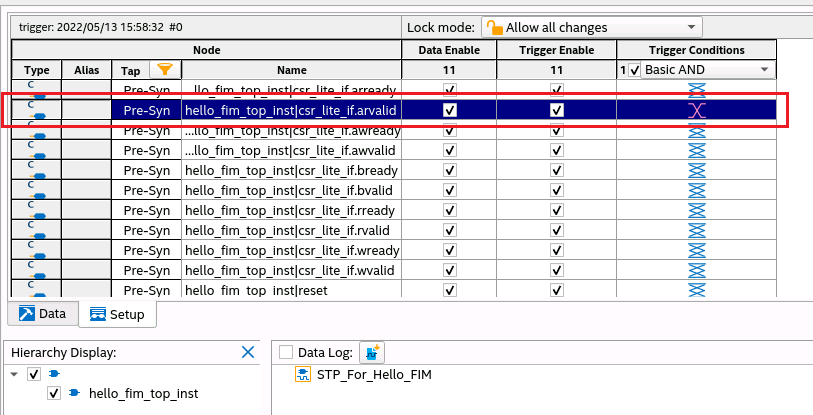 trigger: 2022/05/13 15:58:32 #0 Lock mode: Allow all changes
Node Data Enable Trigger Enable Trigger Conditions
Type Alias Tap Name 11 11 1 Basic AND
C Pre-Syn ...llo_fim_top_inst|csr_lite_if.arready
C Pre-Syn hello_fim_top_inst|csr_lite_if.arvalid
C Pre-Syn ...llo_fim_top_inst|csr_lite_if.awready
C Pre-Syn ...llo_fim_top_inst|csr_lite_if.awvalid
C Pre-Syn hello_fim_top_inst|csr_lite_if.bready
C Pre-Syn hello_fim_top_inst|csr_lite_if.bvalid
C Pre-Syn hello_fim_top_inst|csr_lite_if.rready
C Pre-Syn hello_fim_top_inst|csr_lite_if.rvalid
C Pre-Syn hello_fim_top_inst|csr_lite_if.wready
C Pre-Syn hello_fim_top_inst|csr_lite_if.wvalid
C Pre-Syn hello_fim_top_inst|reset
Data Setup
Hierarchy Display:
hello_fim_top_inst
Data Log:
STP_For_Hello_FIM